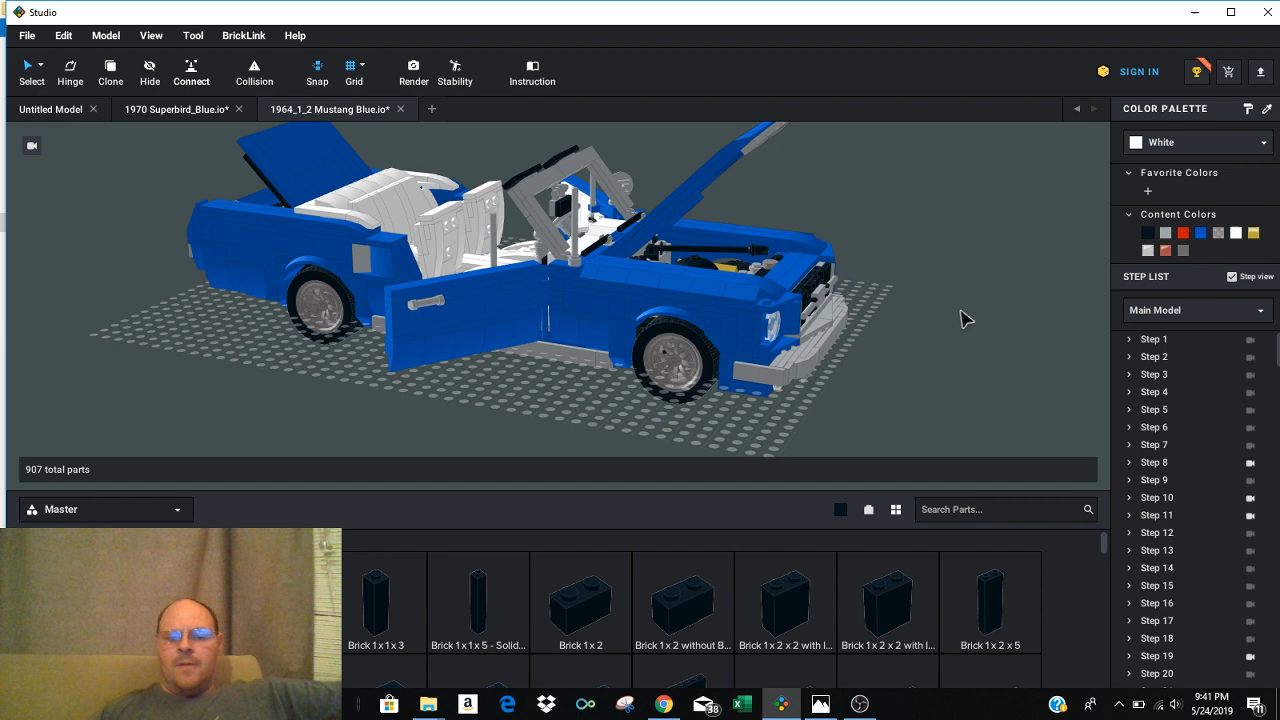 Studio
File Edit Model View Tool BrickLink Help
Select Hinge Clone Hide Connect Collision Snap Grid Render Stability Instruction
SIGN IN
Untitled Model 1970 Superbird_Blue.io* 1964_1_2 Mustang Blue.io*
COLOR PALETTE
White
Favorite Colors
Content Colors
STEP LIST Step view
Main Model
Step 1
Step 2
Step 3
Step 4
Step 5
Step 6
Step 7
Step 8
Step 9
Step 10
Step 11
Step 12
Step 13
Step 14
Step 15
Step 16
Step 17
Step 18
Step 19
Step 20
907 total parts
Master
Search Parts...
Brick 1 x 1 x 3 Brick 1 x 1 x 5 - Solid... Brick 1 x 2 Brick 1 x 2 without B... Brick 1 x 2 x 2 with I... Brick 1 x 2 x 2 with I... Brick 1 x 2 x 5
38
9:41 PM
5/24/2019
11